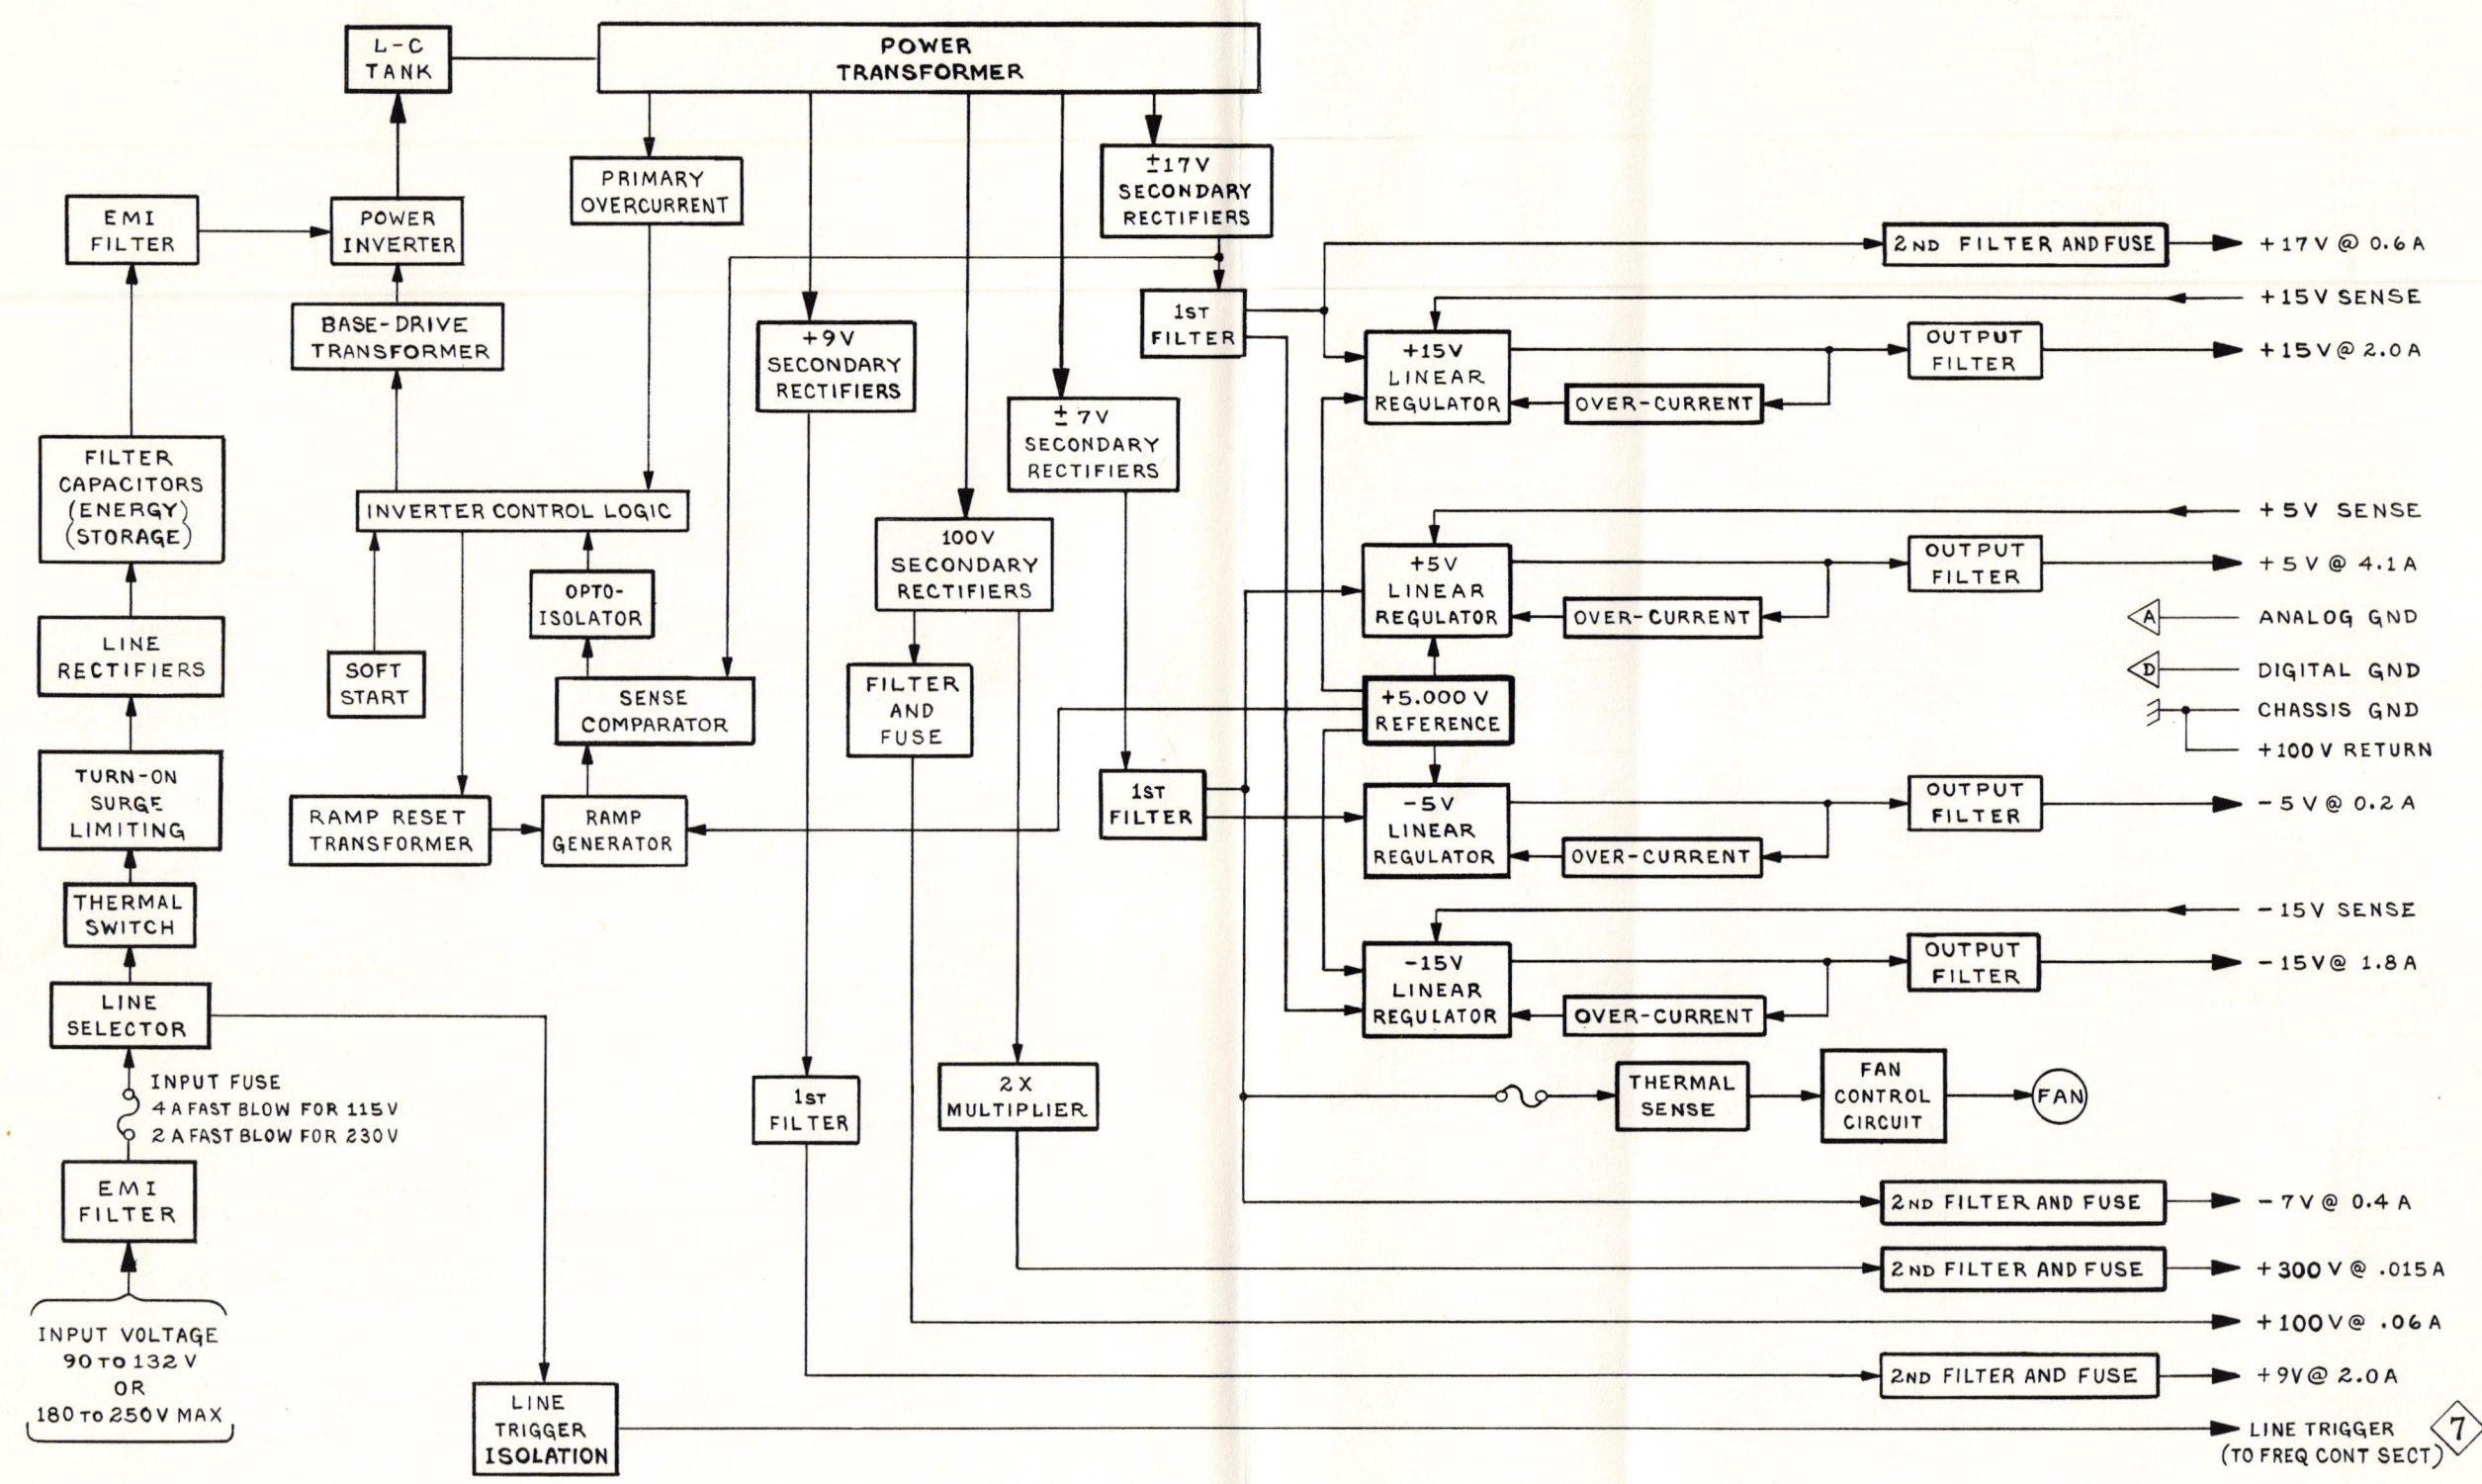 L-C
TANK
POWER
TRANSFORMER
PRIMARY
OVERCURRENT
±17V
SECONDARY
RECTIFIERS
EMI
FILTER
POWER
INVERTER
2ND FILTER AND FUSE
+17V @ 0.6A
BASE-DRIVE
TRANSFORMER
+9V
SECONDARY
RECTIFIERS
1ST
FILTER
+15V SENSE
+15V
LINEAR
REGULATOR
OUTPUT
FILTER
+15V @ 2.0A
OVER-CURRENT
± 7V
SECONDARY
RECTIFIERS
FILTER
CAPACITORS
(ENERGY)
(STORAGE)
INVERTER CONTROL LOGIC
100V
SECONDARY
RECTIFIERS
+5V SENSE
+5V
LINEAR
REGULATOR
OUTPUT
FILTER
+5V @ 4.1A
OVER-CURRENT
OPTO-
ISOLATOR
A
ANALOG GND
LINE
RECTIFIERS
SOFT
START
SENSE
COMPARATOR
FILTER
AND
FUSE
+5.000V
REFERENCE
D
DIGITAL GND
CHASSIS GND
+100V RETURN
TURN-ON
SURGE
LIMITING
RAMP RESET
TRANSFORMER
RAMP
GENERATOR
1ST
FILTER
-5V
LINEAR
REGULATOR
OUTPUT
FILTER
-5V @ 0.2A
OVER-CURRENT
THERMAL
SWITCH
-15V SENSE
-15V
LINEAR
REGULATOR
OUTPUT
FILTER
-15V @ 1.8A
OVER-CURRENT
LINE
SELECTOR
INPUT FUSE
4A FAST BLOW FOR 115V
2A FAST BLOW FOR 230V
1ST
FILTER
2X
MULTIPLIER
THERMAL
SENSE
FAN
CONTROL
CIRCUIT
FAN
EMI
FILTER
2ND FILTER AND FUSE
-7V @ 0.4A
2ND FILTER AND FUSE
+300V @ .015A
+100V @ .06A
INPUT VOLTAGE
90 TO 132V
OR
180 TO 250V MAX
2ND FILTER AND FUSE
+9V @ 2.0A
LINE
TRIGGER
ISOLATION
LINE TRIGGER
(TO FREQ CONT SECT)
7